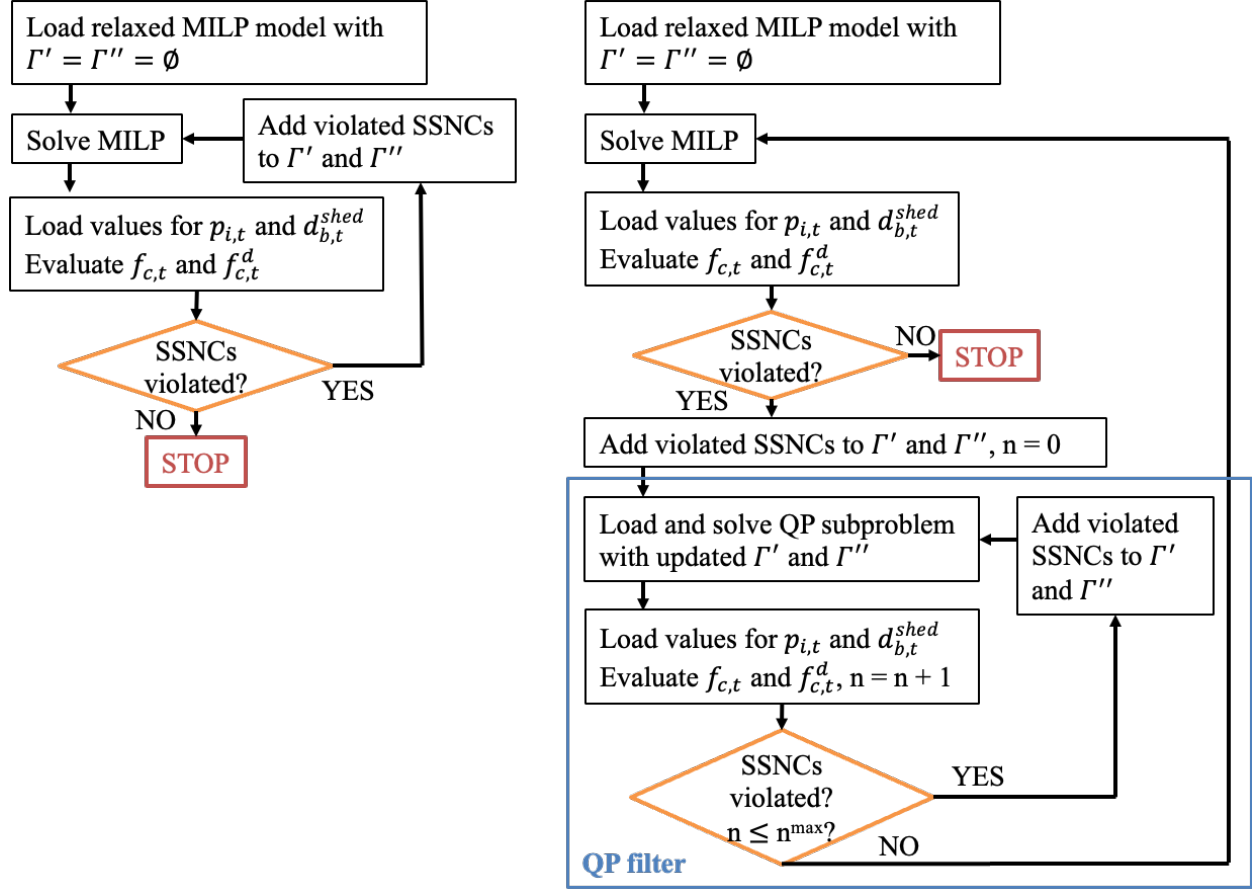 Load relaxed MILP model with
𝛤′ = 𝛤′′ = ∅
Solve MILP
Add violated SSNCs
to 𝛤′ and 𝛤′′
Load values for p_{i,t} and d_{b,t}^{shed}
Evaluate f_{c,t} and f_{c,t}^{d}
SSNCs
violated?
YES
NO
STOP
Load relaxed MILP model with
𝛤′ = 𝛤′′ = ∅
Solve MILP
Load values for p_{i,t} and d_{b,t}^{shed}
Evaluate f_{c,t} and f_{c,t}^{d}
SSNCs
violated?
NO
STOP
YES
Add violated SSNCs to 𝛤′ and 𝛤′′, n = 0
Load and solve QP subproblem
with updated 𝛤′ and 𝛤′′
Add violated
SSNCs to 𝛤′
and 𝛤′′
Load values for p_{i,t} and d_{b,t}^{shed}
Evaluate f_{c,t} and f_{c,t}^{d}, n = n + 1
SSNCs
violated?
n ≤ n^{max}?
YES
NO
QP filter